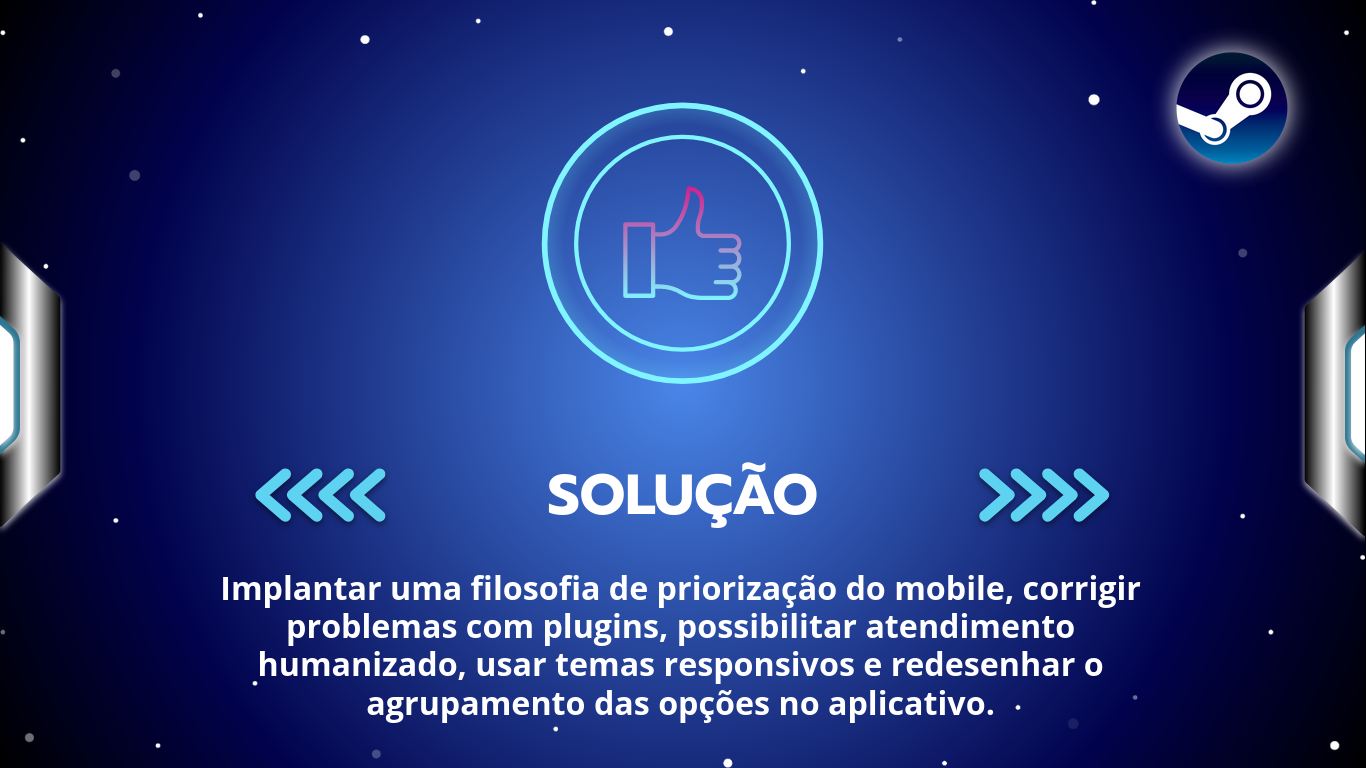 SOLUÇÃO
Implantar uma filosofia de priorização do mobile, corrigir
problemas com plugins, possibilitar atendimento
humanizado, usar temas responsivos e redesenhar o
agrupamento das opções no aplicativo.